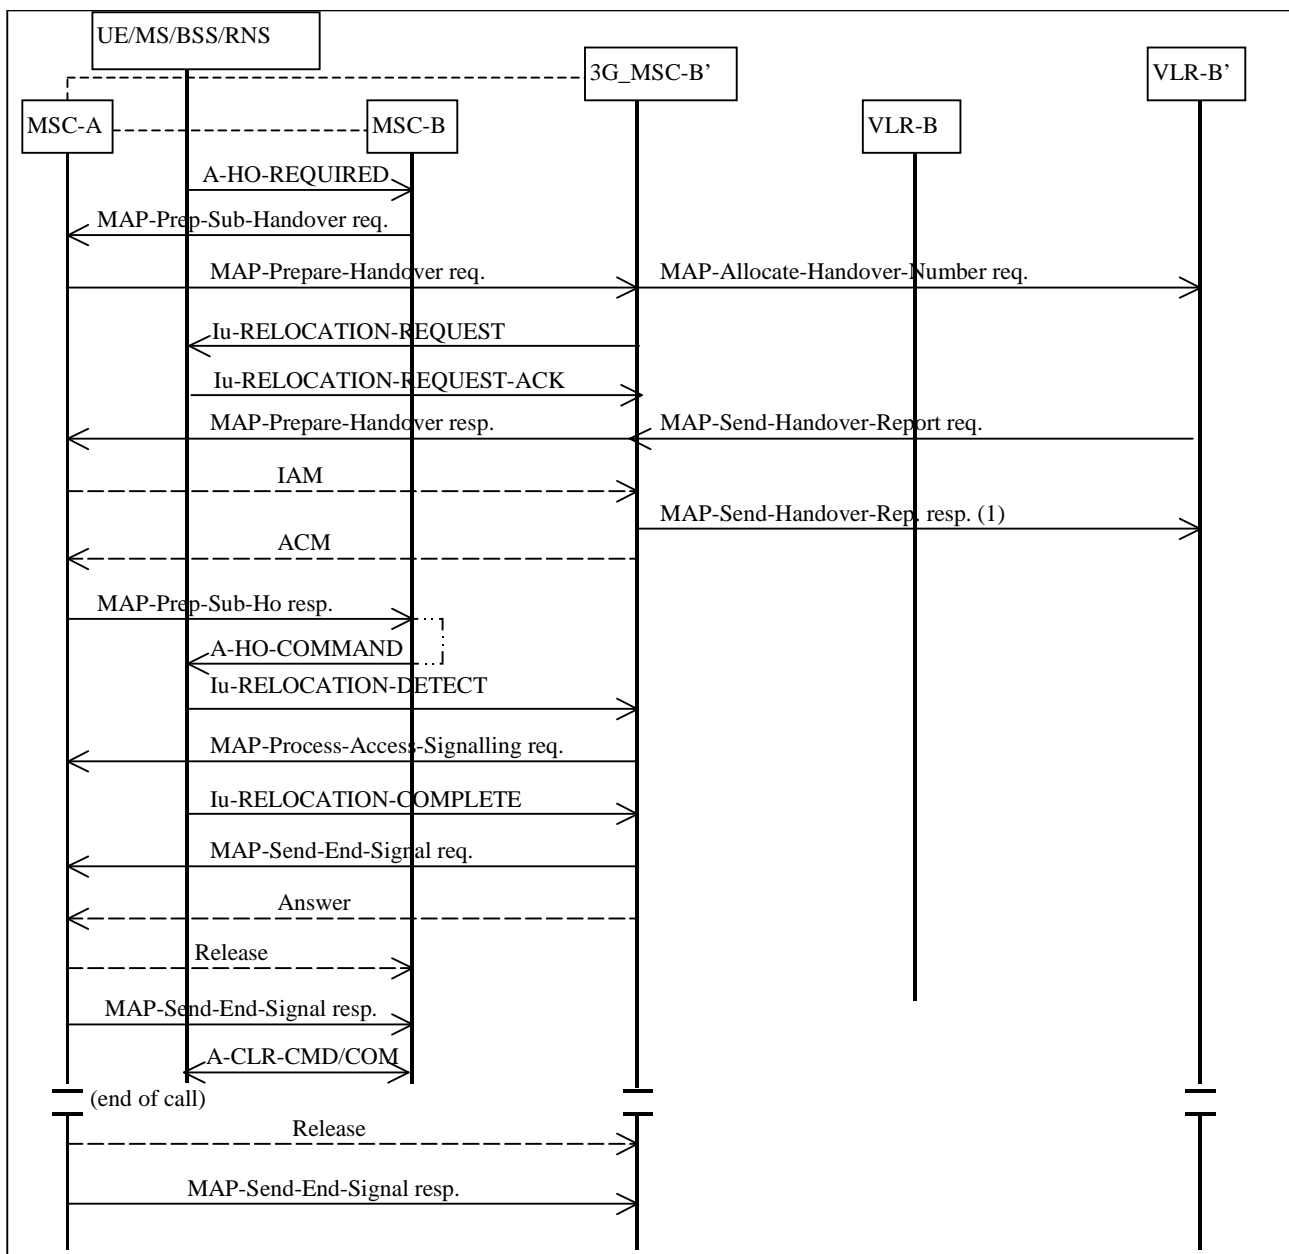 UE/MS/BSS/RNS
3G_MSC-B’
VLR-B’
MSC-A
MSC-B
VLR-B
A-HO-REQUIRED
MAP-Prep-Sub-Handover req.
MAP-Prepare-Handover req.
MAP-Allocate-Handover-Number req.
Iu-RELOCATION-REQUEST
Iu-RELOCATION-REQUEST-ACK
MAP-Prepare-Handover resp.
MAP-Send-Handover-Report req.
IAM
MAP-Send-Handover-Rep. resp. (1)
ACM
MAP-Prep-Sub-Ho resp.
A-HO-COMMAND
Iu-RELOCATION-DETECT
MAP-Process-Access-Signalling req.
Iu-RELOCATION-COMPLETE
MAP-Send-End-Signal req.
Answer
Release
MAP-Send-End-Signal resp.
A-CLR-CMD/COM
(end of call)
Release
MAP-Send-End-Signal resp.